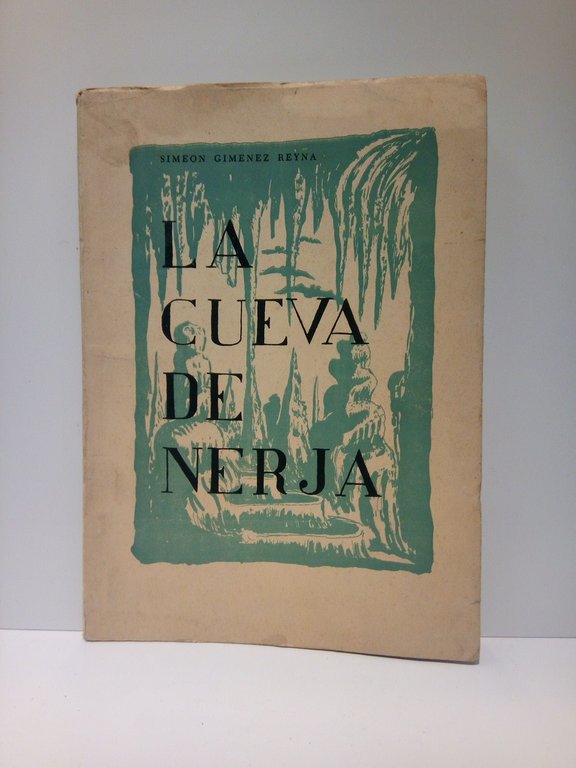 SIMEON GIMENEZ REYNA
LA
CUEVA
DE
NERJA